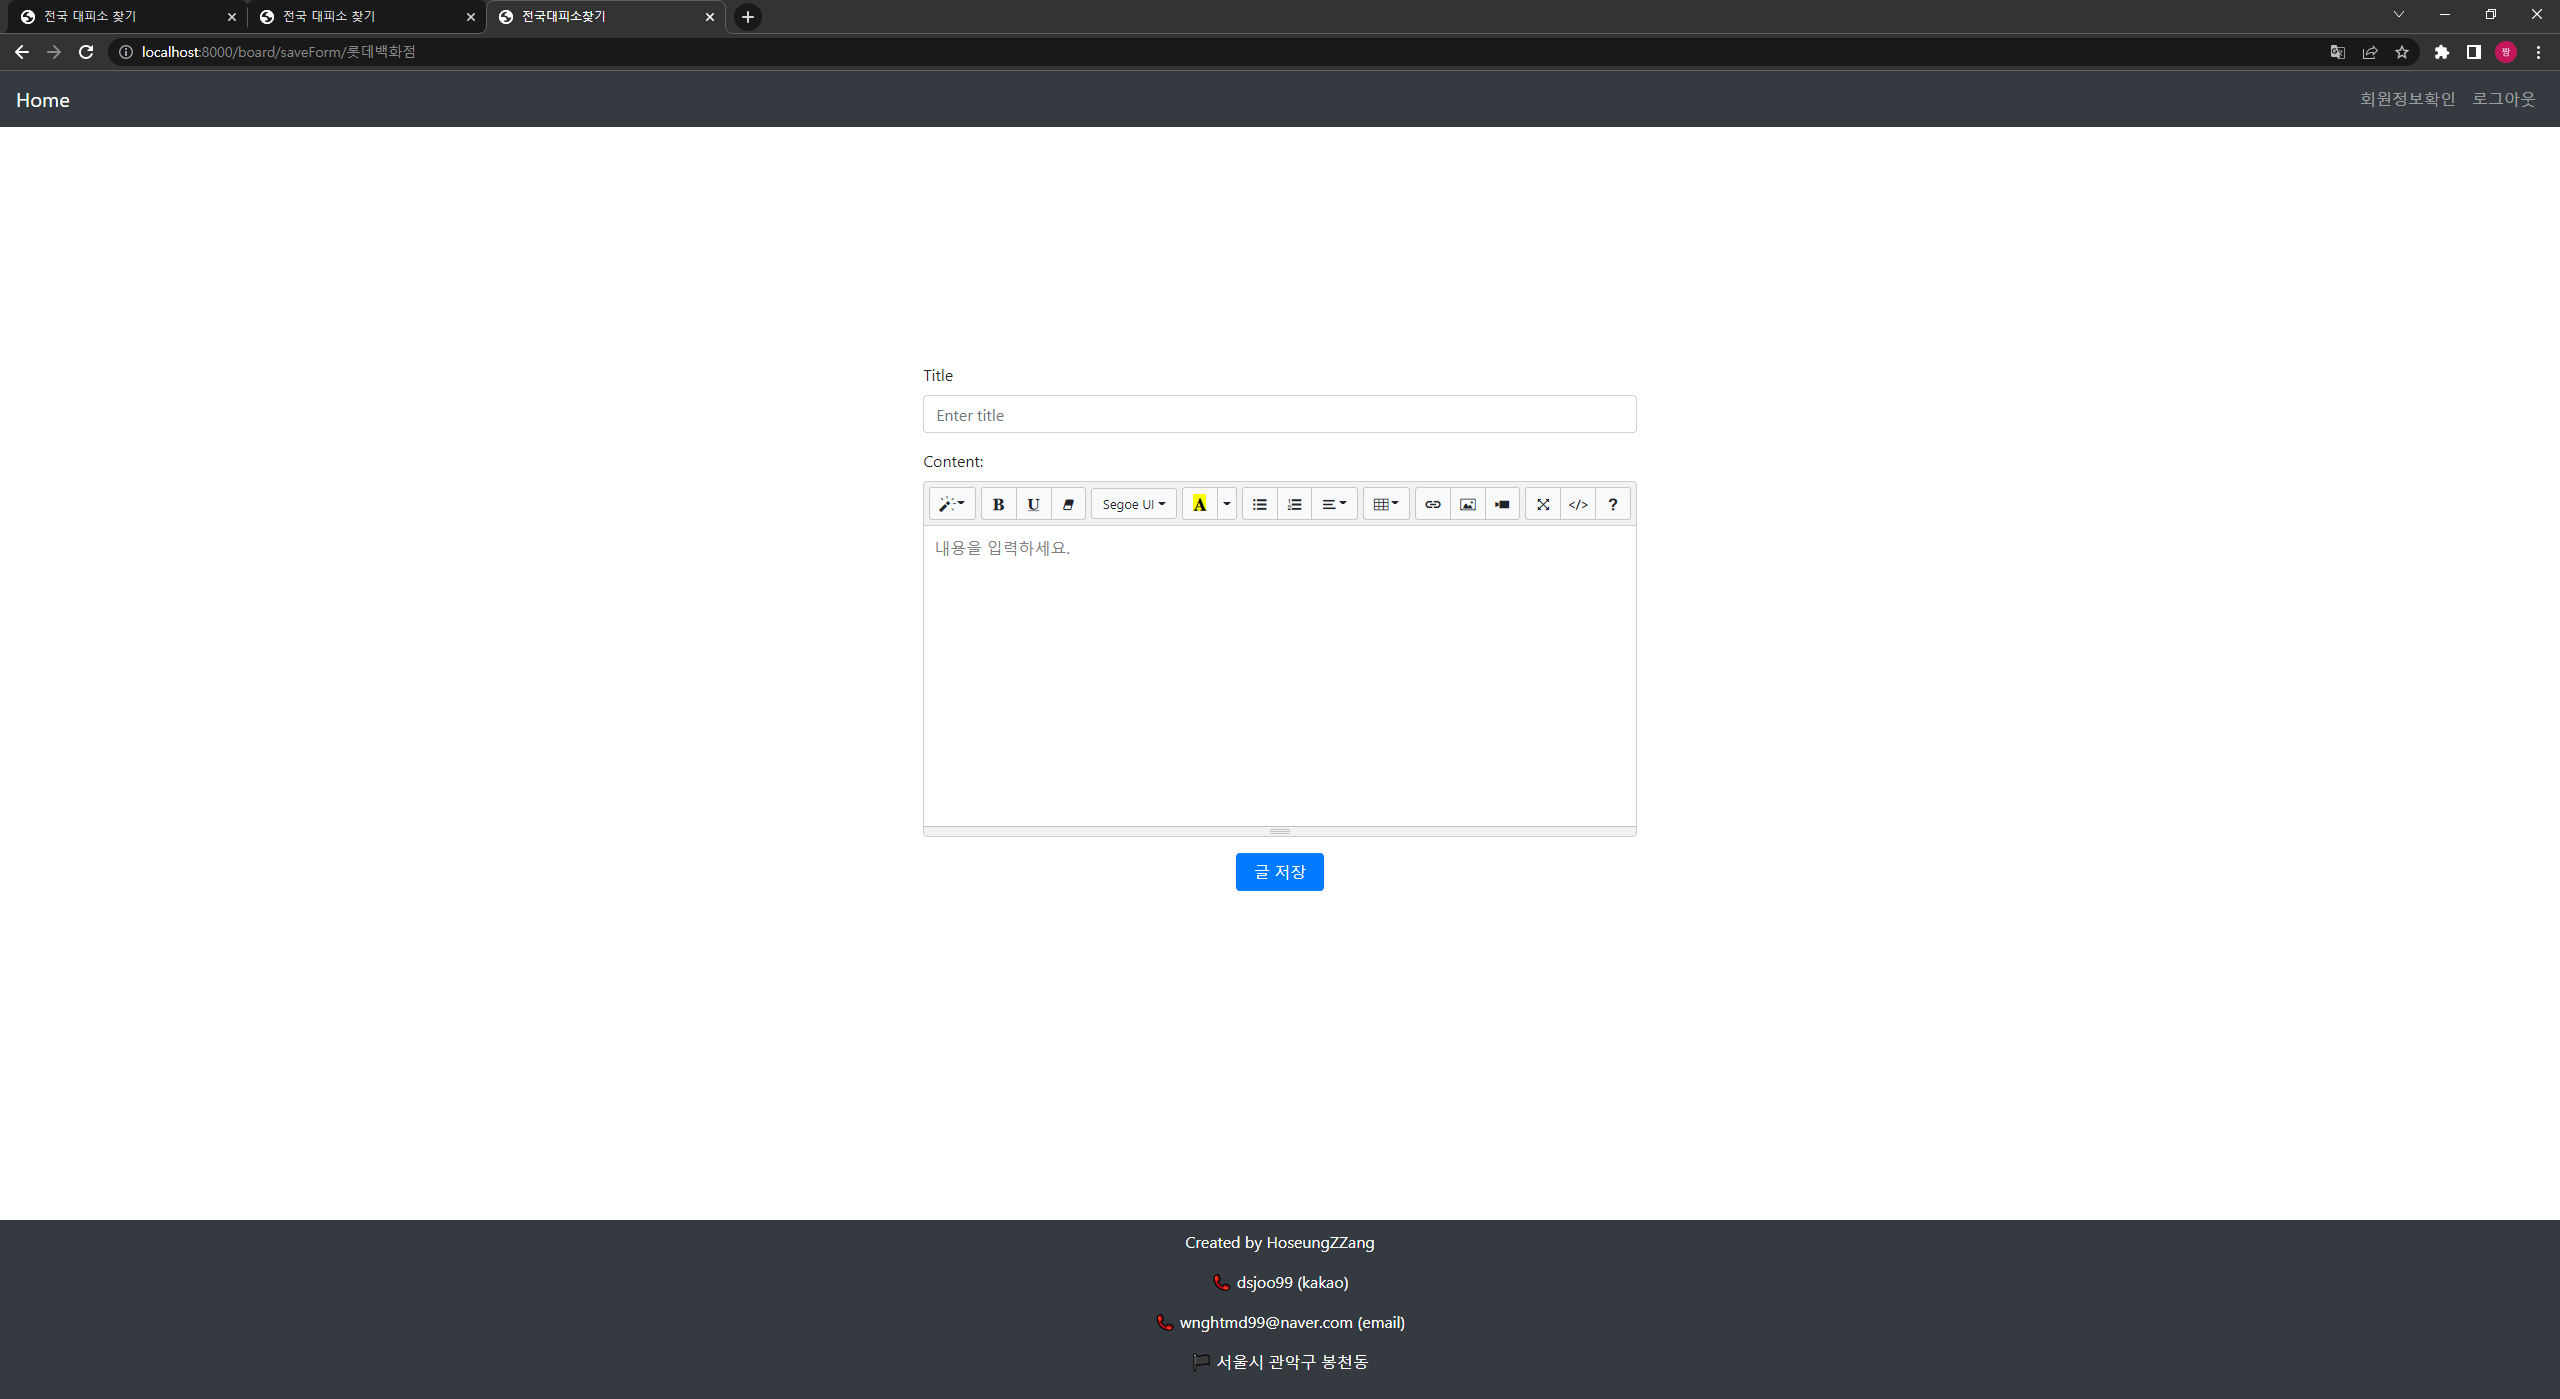 전국 대피소 찾기
전국 대피소 찾기
전국대피소찾기
localhost:8000/board/saveForm/롯데백화점
짱
Home
회원정보확인 로그아웃
Title
Enter title
Content:
B U Segoe UI A </> ?
내용을 입력하세요.
글 저장
Created by HoseungZZang
dsjoo99 (kakao)
wnghtmd99@naver.com (email)
서울시 관악구 봉천동